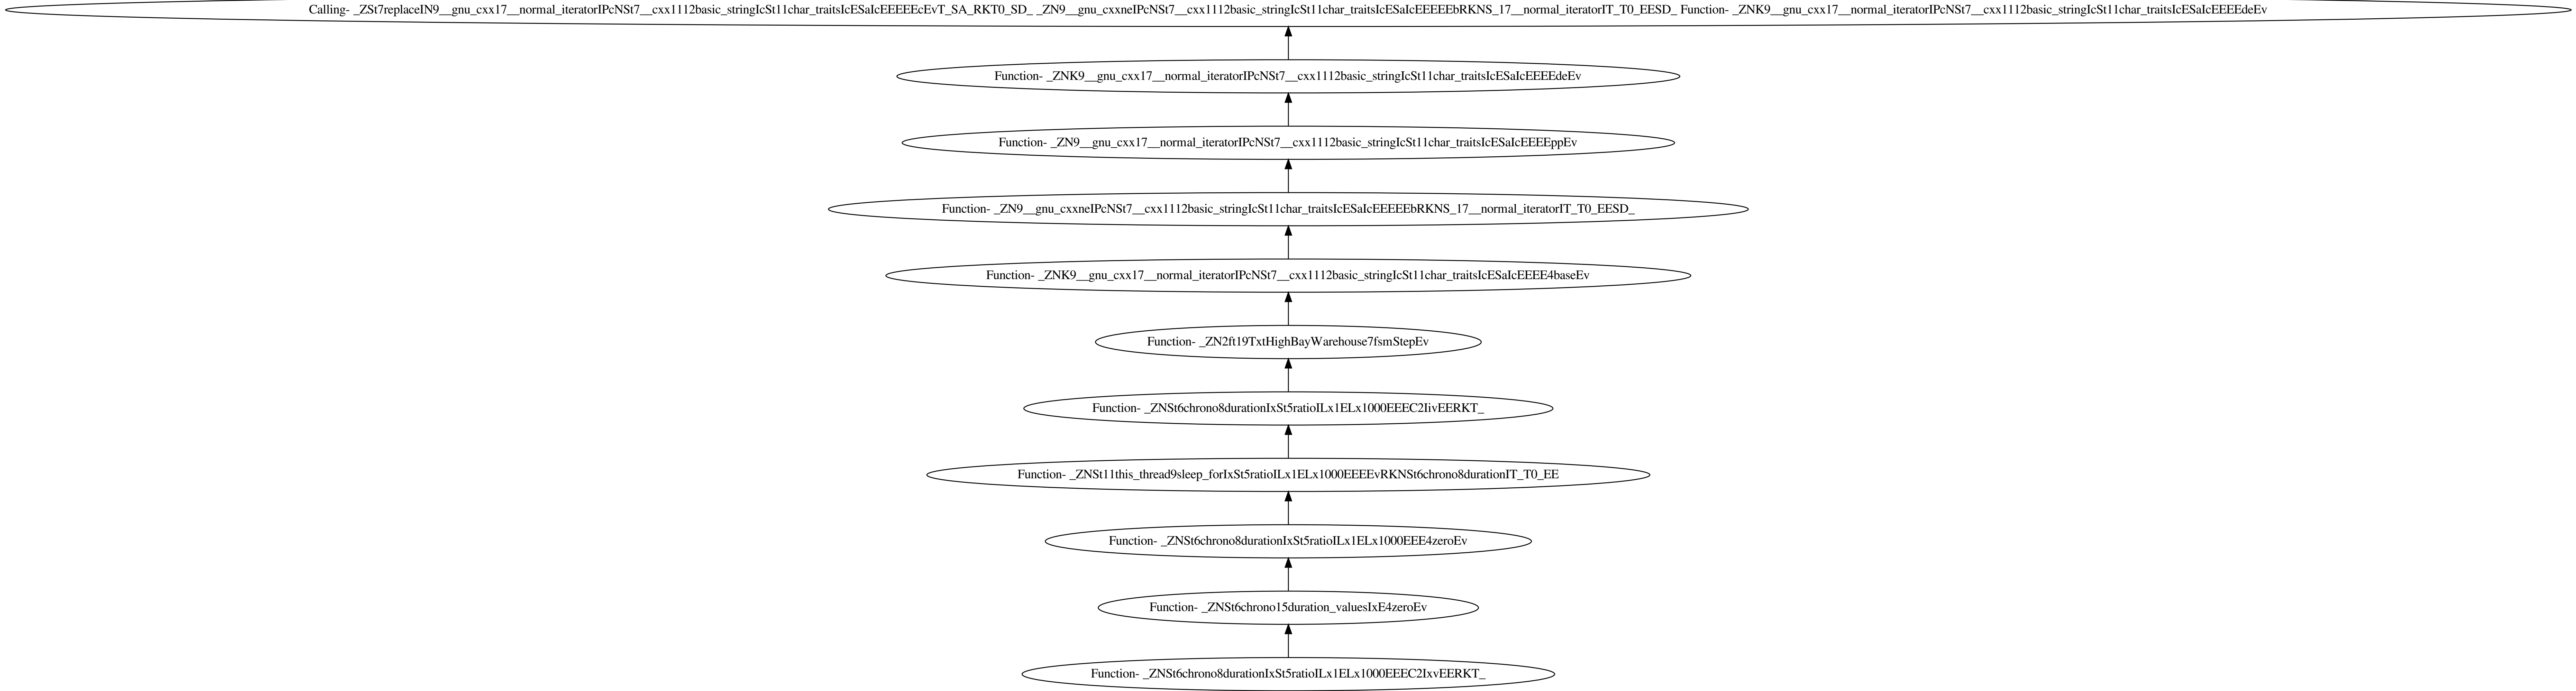 Calling- _ZSt7replaceIN9__gnu_cxx17__normal_iteratorIPcNSt7__cxx1112basic_stringIcSt11char_traitsIcESaIcEEEEEcEvT_SA_RKT0_SD_ _ZN9__gnu_cxxneIPcNSt7__cxx1112basic_stringIcSt11char_traitsIcESaIcEEEEEbRKNS_17__normal_iteratorIT_T0_EESD_ Function- _ZNK9__gnu_cxx17__normal_iteratorIPcNSt7__cxx1112basic_stringIcSt11char_traitsIcESaIcEEEEdeEv
Function- _ZNK9__gnu_cxx17__normal_iteratorIPcNSt7__cxx1112basic_stringIcSt11char_traitsIcESaIcEEEEdeEv
Function- _ZN9__gnu_cxx17__normal_iteratorIPcNSt7__cxx1112basic_stringIcSt11char_traitsIcESaIcEEEEppEv
Function- _ZN9__gnu_cxxneIPcNSt7__cxx1112basic_stringIcSt11char_traitsIcESaIcEEEEEbRKNS_17__normal_iteratorIT_T0_EESD_
Function- _ZNK9__gnu_cxx17__normal_iteratorIPcNSt7__cxx1112basic_stringIcSt11char_traitsIcESaIcEEEE4baseEv
Function- _ZN2ft19TxtHighBayWarehouse7fsmStepEv
Function- _ZNSt6chrono8durationIxSt5ratioILx1ELx1000EEEC2IivEERKT_
Function- _ZNSt11this_thread9sleep_forIxSt5ratioILx1ELx1000EEEEvRKNSt6chrono8durationIT_T0_EE
Function- _ZNSt6chrono8durationIxSt5ratioILx1ELx1000EEE4zeroEv
Function- _ZNSt6chrono15duration_valuesIxE4zeroEv
Function- _ZNSt6chrono8durationIxSt5ratioILx1ELx1000EEEC2IxvEERKT_